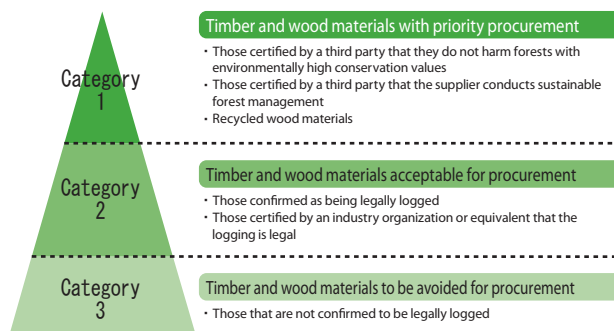 Timber and wood materials with priority procurement
・Those certified by a third party that they do not harm forests with
environmentally high conservation values
・Those certified by a third party that the supplier conducts sustainable
forest management
・Recycled wood materials
Category
1
Timber and wood materials acceptable for procurement
・Those confirmed as being legally logged
・Those certified by an industry organization or equivalent that the
logging is legal
Category
2
Timber and wood materials to be avoided for procurement
・Those that are not confirmed to be legally logged
Category
3